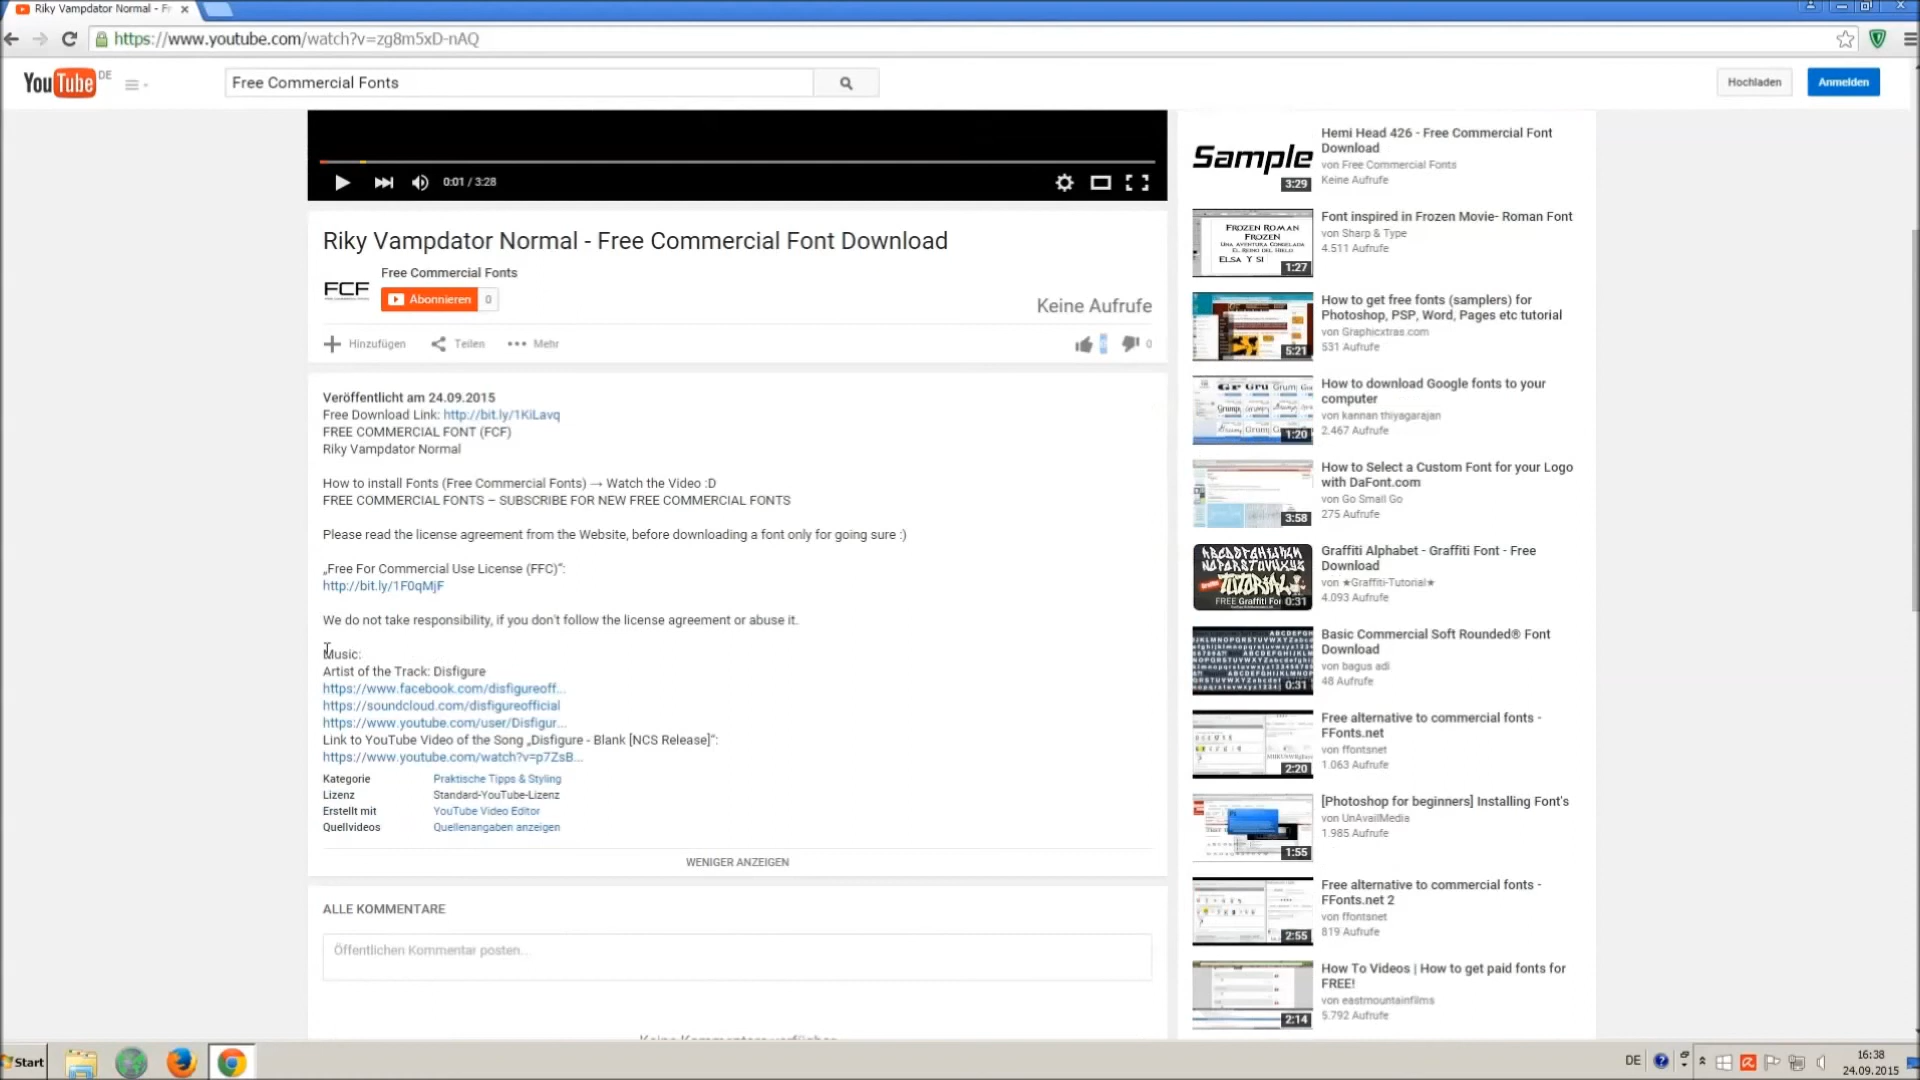 Riky Vampdator Normal - Fr
https://www.youtube.com/watch?v=zg8m5xD-nAQ
YouTube DE
Free Commercial Fonts
Hochladen
Anmelden
0:01 / 3:28
Riky Vampdator Normal - Free Commercial Font Download
FCF
Free Commercial Fonts
Abonnieren 0
Keine Aufrufe
Hinzufügen Teilen Mehr
0
Veröffentlicht am 24.09.2015
Free Download Link: http://bit.ly/1KiLavq
FREE COMMERCIAL FONT (FCF)
Riky Vampdator Normal
How to install Fonts (Free Commercial Fonts) → Watch the Video :D
FREE COMMERCIAL FONTS – SUBSCRIBE FOR NEW FREE COMMERCIAL FONTS
Please read the license agreement from the Website, before downloading a font only for going sure :)
„Free For Commercial Use License (FFC)“:
http://bit.ly/1F0qMjF
We do not take responsibility, if you don't follow the license agreement or abuse it.
Music:
Artist of the Track: Disfigure
https://www.facebook.com/disfigureoff...
https://soundcloud.com/disfigureofficial
https://www.youtube.com/user/Disfigur...
Link to YouTube Video of the Song „Disfigure - Blank [NCS Release]“:
https://www.youtube.com/watch?v=p7ZsB...
Kategorie Praktische Tipps & Styling
Lizenz Standard-YouTube-Lizenz
Erstellt mit YouTube Video Editor
Quellvideos Quellenangaben anzeigen
WENIGER ANZEIGEN
ALLE KOMMENTARE
Öffentlichen Kommentar posten...
Sample
3:29
Hemi Head 426 - Free Commercial Font
Download
von Free Commercial Fonts
Keine Aufrufe
FROZEN ROMAN
FROZEN
UNA AVENTURA CONGELADA
EL REINO DEL HIELO
ELSA Y SI
1:27
Font inspired in Frozen Movie- Roman Font
von Sharp & Type
4.511 Aufrufe
5:21
How to get free fonts (samplers) for
Photoshop, PSP, Word, Pages etc tutorial
von Graphicxtras.com
531 Aufrufe
1:20
How to download Google fonts to your
computer
von kannan thiyagarajan
2.467 Aufrufe
3:58
How to Select a Custom Font for your Logo
with DaFont.com
von Go Small Go
275 Aufrufe
TUTORIAL
FREE Graffiti Fo
0:31
Graffiti Alphabet - Graffiti Font - Free
Download
von ★Graffiti-Tutorial★
4.093 Aufrufe
0:31
Basic Commercial Soft Rounded® Font
Download
von bagus adi
48 Aufrufe
2:20
Free alternative to commercial fonts -
FFonts.net
von ffontsnet
1.063 Aufrufe
1:55
[Photoshop for beginners] Installing Font's
von UnAvailMedia
1.985 Aufrufe
2:55
Free alternative to commercial fonts -
FFonts.net 2
von ffontsnet
819 Aufrufe
2:14
How To Videos | How to get paid fonts for
FREE!
von eastmountainfilms
5.792 Aufrufe
Start
DE
16:38
24.09.2015